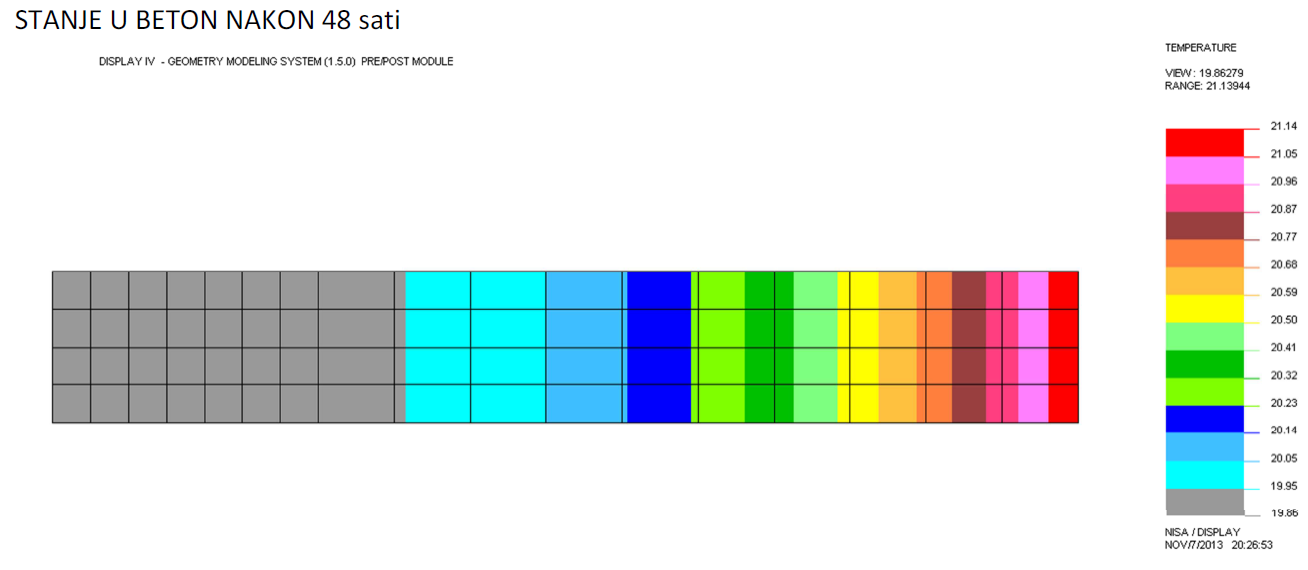 STANJE U BETON NAKON 48 sati
DISPLAY IV - GEOMETRY MODELING SYSTEM (1.5.0) PRE/POST MODULE
TEMPERATURE
VIEW : 19.86279
RANGE: 21.13944
21.14
21.05
20.96
20.87
20.77
20.68
20.59
20.50
20.41
20.32
20.23
20.14
20.05
19.95
19.86
NISA / DISPLAY
NOV/7/2013 20:26:53